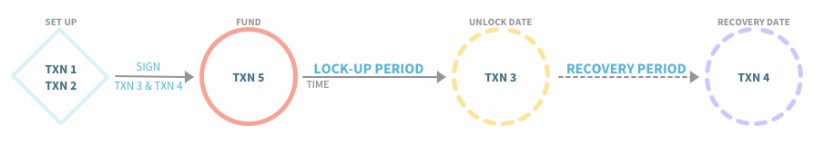 SET UP
FUND
UNLOCK DATE
RECOVERY DATE
TXN 1
TXN 2
SIGN
TXN 3 & TXN 4
TXN 5
LOCK-UP PERIOD
TIME
TXN 3
RECOVERY PERIOD
TXN 4